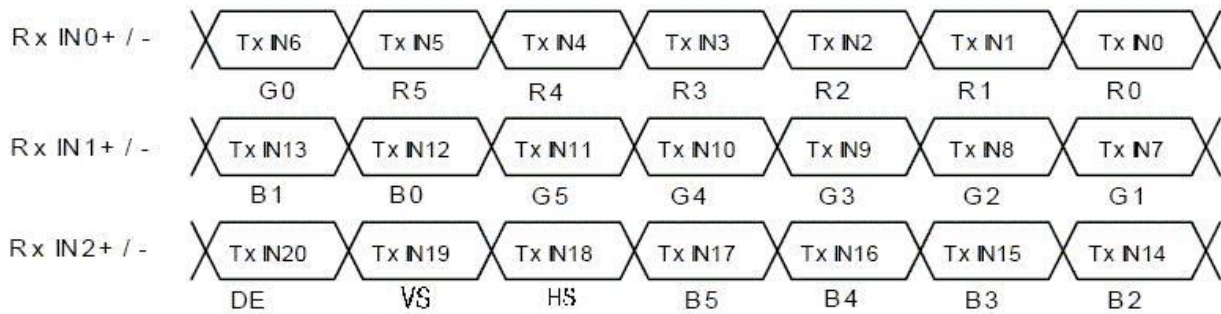 Rx IN0+ / - Tx IN6 Tx IN5 Tx IN4 Tx IN3 Tx IN2 Tx IN1 Tx IN0
G0 R5 R4 R3 R2 R1 R0
Rx IN1+ / - Tx IN13 Tx IN12 Tx IN11 Tx IN10 Tx IN9 Tx IN8 Tx IN7
B1 B0 G5 G4 G3 G2 G1
Rx IN2+ / - Tx IN20 Tx IN19 Tx IN18 Tx IN17 Tx IN16 Tx IN15 Tx IN14
DE VS HS B5 B4 B3 B2